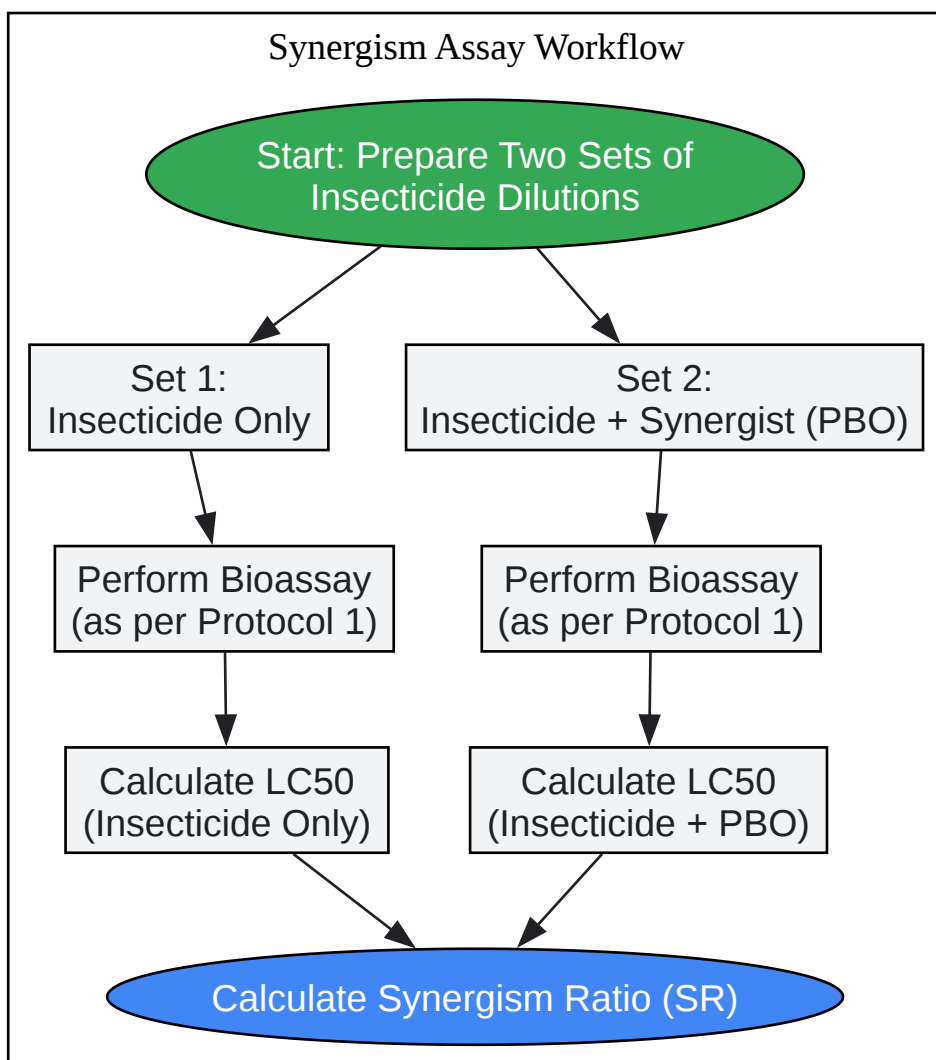 Synergism Assay Workflow
Start: Prepare Two Sets of
Insecticide Dilutions
Set 1:
Insecticide Only
Set 2:
Insecticide + Synergist (PBO)
Perform Bioassay
(as per Protocol 1)
Perform Bioassay
(as per Protocol 1)
Calculate LC50
(Insecticide Only)
Calculate LC50
(Insecticide + PBO)
Calculate Synergism Ratio (SR)